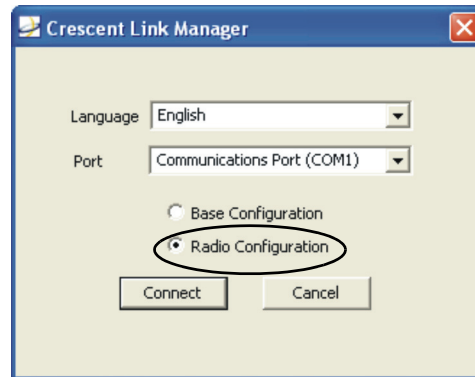 Crescent Link Manager
Language English
Port Communications Port (COM1)
Base Configuration
Radio Configuration
Connect Cancel